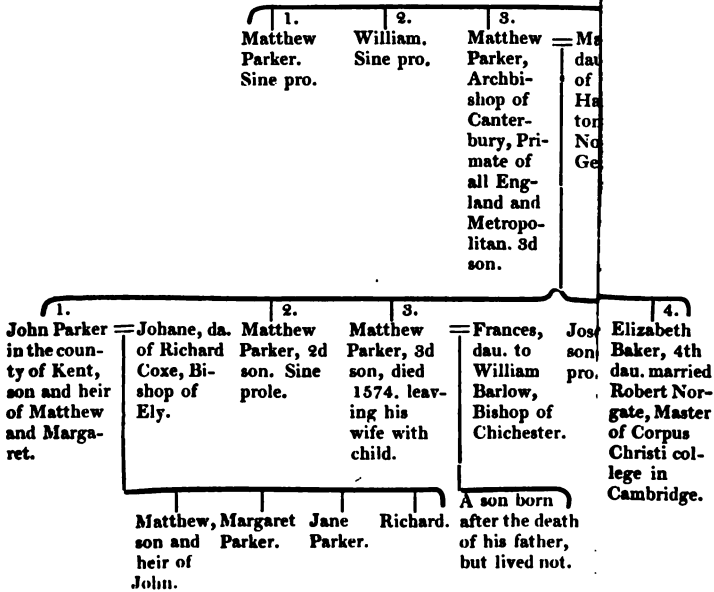 1.
Matthew
Parker.
Sine pro.
2.
William.
Sine pro.
3.
Matthew
Parker,
Archbi-
shop of
Canter-
bury, Pri-
mate of
all Eng-
land and
Metropo-
litan. 3d
son.
of
1.
John Parker
in the coun-
ty of Kent,
son and heir
of Matthew
and Marga-
ret.
Johane, da.
of Richard
Coxe, Bi-
shop of
Ely.
2.
Matthew
Parker, 2d
son. Sine
prole.
3.
Matthew
Parker, 3d
son, died
1574. leav-
ing his
wife with
child.
Frances,
dau. to
William
Barlow,
Bishop of
Chichester.
son
pro.
4.
Elizabeth
Baker, 4th
dau. married
Robert Nor-
gate, Master
of Corpus
Christi col-
lege in
Cambridge.
Matthew,
son and
heir of
John.
Margaret
Parker.
Jane
Parker.
Richard.
A son born
after the death
of his father,
but lived not.